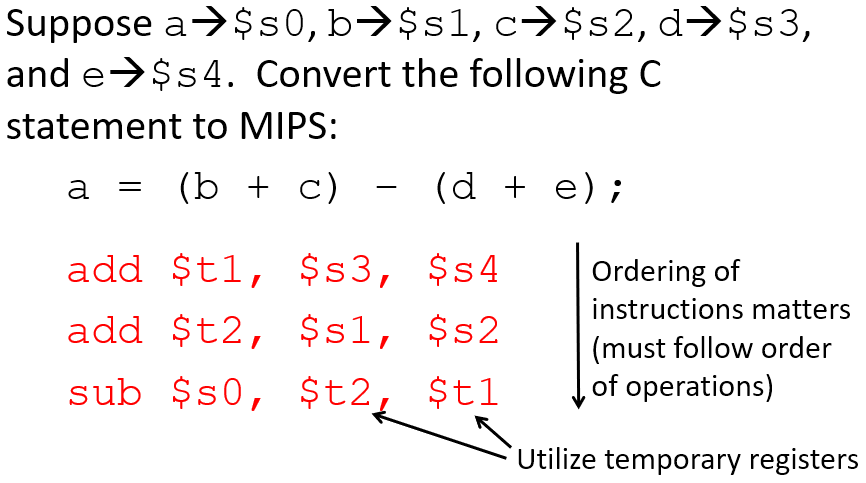 Suppose a→$s0, b→$s1, c→$s2, d→$s3,
and e→$s4. Convert the following C
statement to MIPS:
a = (b + c) - (d + e);
add $t1, $s3, $s4
add $t2, $s1, $s2
sub $s0, $t2, $t1
Ordering of
instructions matters
(must follow order
of operations)
Utilize temporary registers